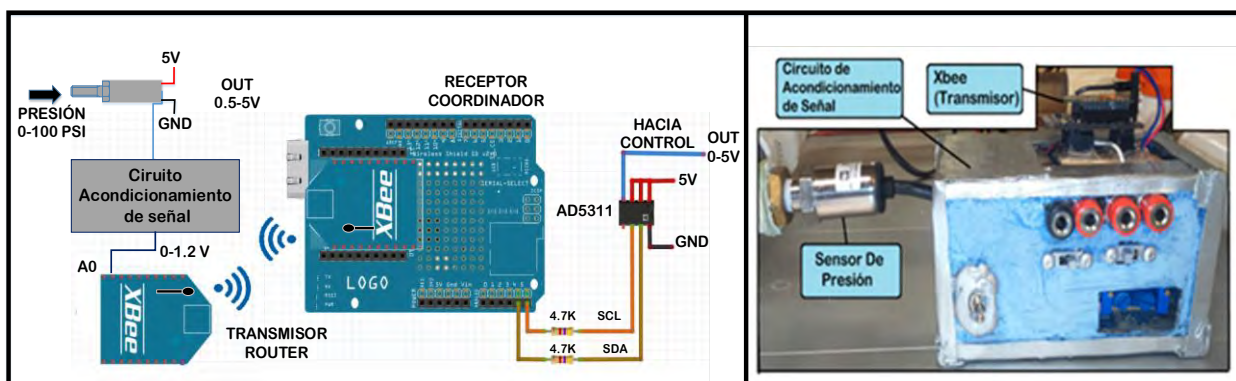 5V
OUT
0.5-5V
PRESIÓN
0-100 PSI
GND
Circuito
Acondicionamiento
de señal
0-1.2 V
A0
XBee
TRANSMISOR
ROUTER
RECEPTOR
COORDINADOR
XBee
LOGO
HACIA
CONTROL
OUT
0-5V
5V
AD5311
GND
4.7K
SCL
4.7K
SDA
Circuito de
Acondicionamiento
de Señal
Xbee
(Transmisor)
Sensor De
Presión